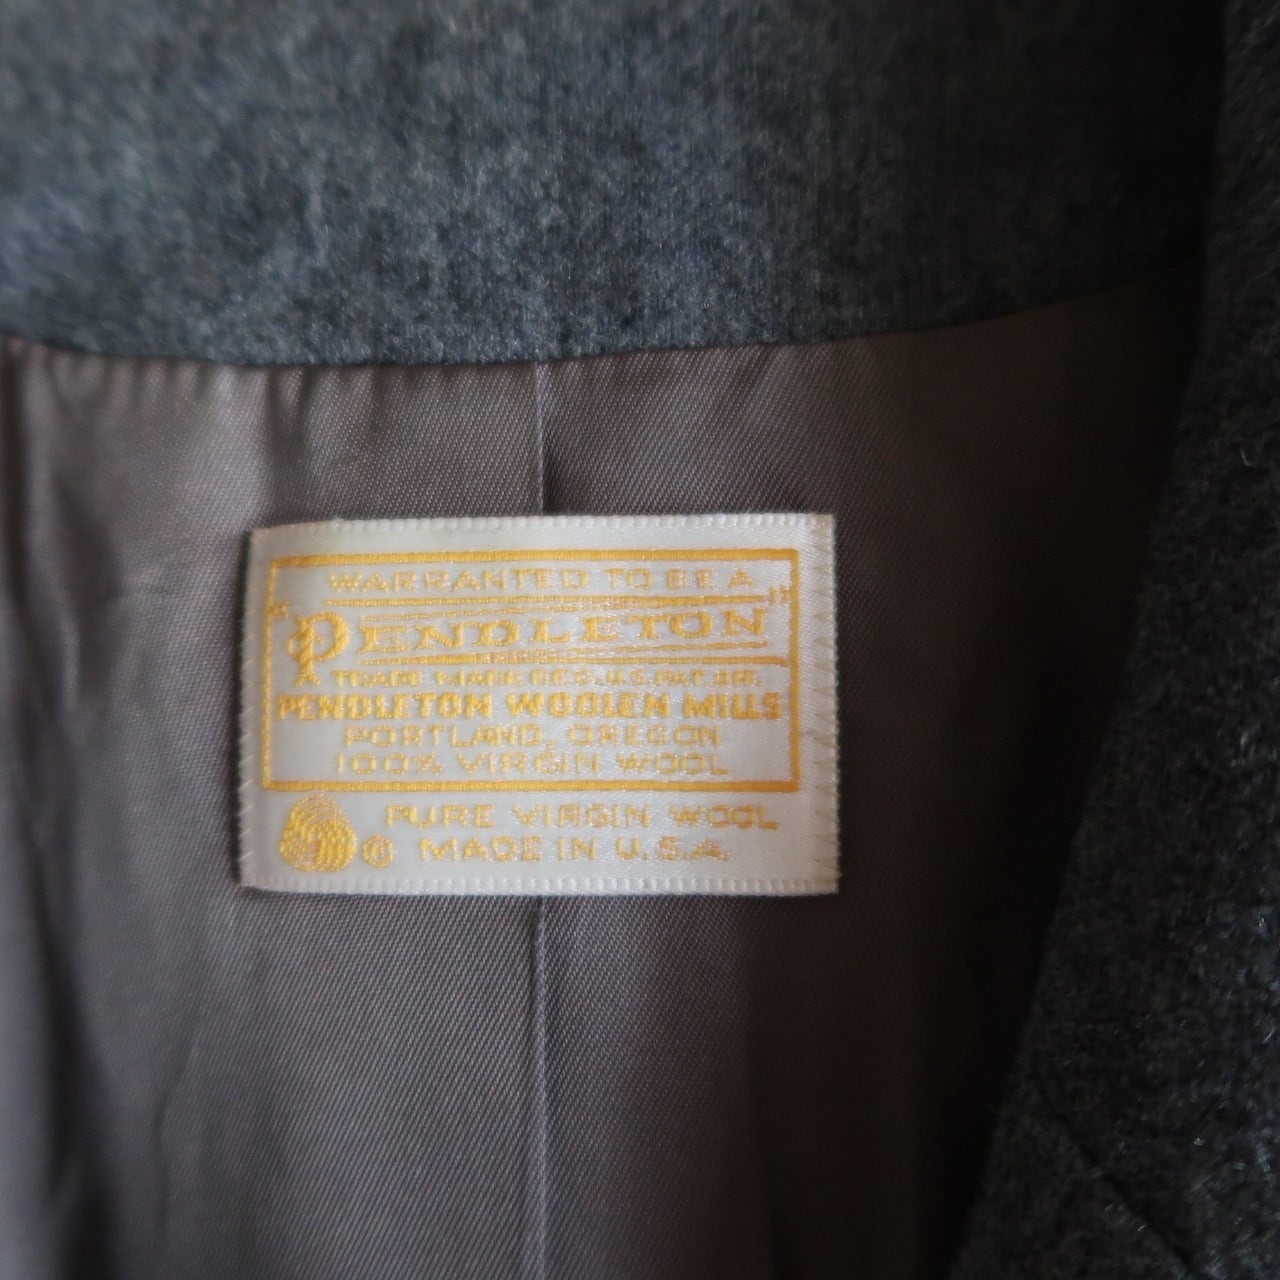 WARRANTED TO BE A
"PENDLETON"
TRADE MARK REG. U.S. PAT. OFF.
PENDLETON WOOLEN MILLS
PORTLAND, OREGON
100% VIRGIN WOOL
PURE VIRGIN WOOL
® MADE IN U.S.A.